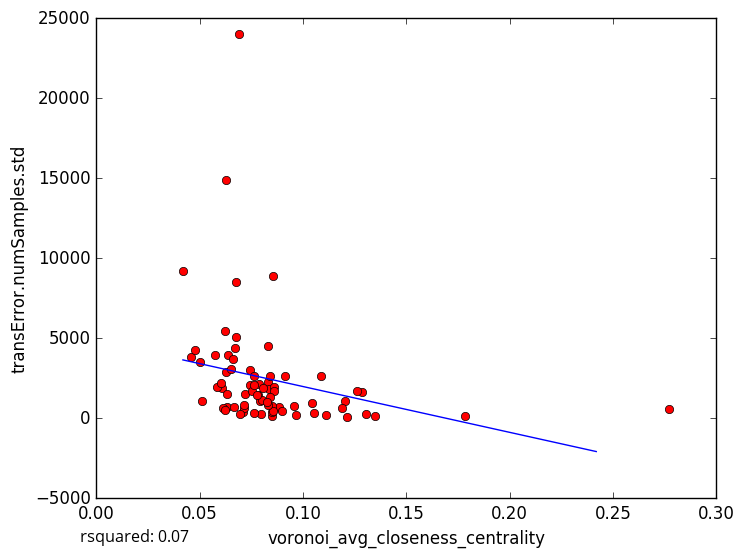 25000
20000
15000
10000
5000
0
−5000
transError.numSamples.std
0.00 0.05 0.10 0.15 0.20 0.25 0.30
rsquared: 0.07 voronoi_avg_closeness_centrality